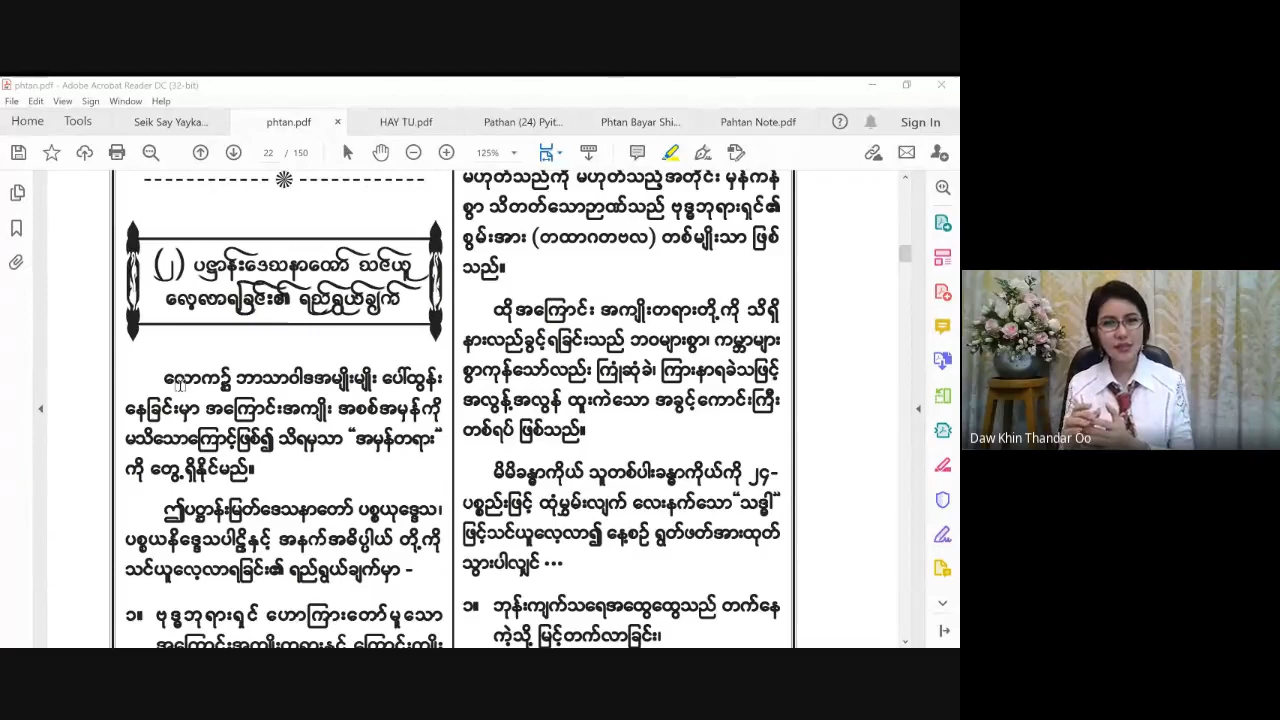 phtan.pdf - Adobe Acrobat Reader DC (32-bit)
File Edit View Sign Window Help
Home Tools Seik Say Yayka... phtan.pdf × HAY TU.pdf Pathan (24) Pyit... Phtan Bayar Shi... Pahtan Note.pdf Sign In
22 / 150 125%
(၂) ပဋ္ဌာန်းဒေသနာတော် သင်ယူ
လေ့လာရခြင်း၏ ရည်ရွယ်ချက်
လောက၌ ဘာသာဝါဒအမျိုးမျိုး ပေါ်ထွန်း
နေခြင်းမှာ အကြောင်းအကျိုး အစစ်အမှန်ကို
မသိသောကြောင့်ဖြစ်၍ သိရမှသာ “အမှန်တရား”
ကို တွေ့ရှိနိုင်မည်။
ဤပဋ္ဌာန်းမြတ်ဒေသနာတော် ပစ္စယုဒ္ဒေသ၊
ပစ္စယနိဒ္ဒေသပါဠိနှင့် အနက်အဓိပ္ပါယ် တို့ကို
သင်ယူလေ့လာရခြင်း၏ ရည်ရွယ်ချက်မှာ -
၁။ ဗုဒ္ဓဘုရားရှင် ဟောကြားတော်မူသော
အကြောင်းအကျိုးတရားနှင့် ကြောင်းကျိုး
မဟုတ်သည်ကို မဟုတ်သည့်အတိုင်း မှန်ကန်
စွာ သိတတ်သောဉာဏ်သည် ဗုဒ္ဓဘုရားရှင်၏
စွမ်းအား (တထာဂတဗလ) တစ်မျိုးသာ ဖြစ်
သည်။
ထိုအကြောင်း အကျိုးတရားတို့ကို သိရှိ
နားလည်ခွင့်ရခြင်းသည် ဘဝများစွာ၊ ကမ္ဘာများ
စွာကုန်သော်လည်း ကြုံဆုံခဲ၊ ကြားနာရခဲသဖြင့်
အလွန့်အလွန် ထူးကဲသော အခွင့်ကောင်းကြီး
တစ်ရပ် ဖြစ်သည်။
မိမိခန္ဓာကိုယ် သူတစ်ပါးခန္ဓာကိုယ်ကို ၂၄-
ပစ္စည်းဖြင့် ထုံမွှမ်းလျက် လေးနက်သော“သဒ္ဓါ”
ဖြင့်သင်ယူလေ့လာ၍ နေ့စဉ် ရွတ်ဖတ်အားထုတ်
သွားပါလျှင် •••
၁။ ဘုန်းကျက်သရေအထွေထွေသည် တက်နေ
ကဲ့သို့ မြင့်တက်လာခြင်း၊
Daw Khin Thandar Oo